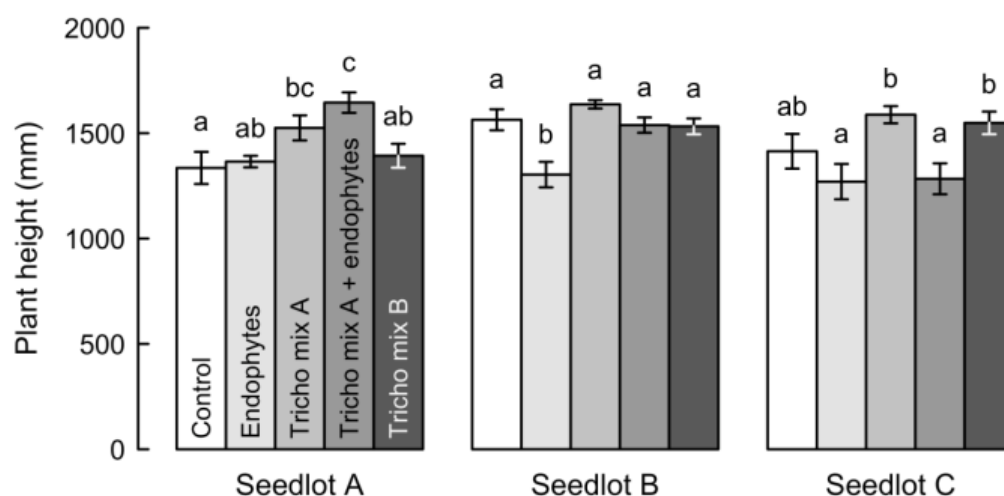 2000
1500
1000
500
0
Plant height (mm)
a
ab
bc
c
ab
a
b
a
a
a
ab
a
b
a
b
Control
Endophytes
Tricho mix A
Tricho mix A + endophytes
Tricho mix B
Seedlot A
Seedlot B
Seedlot C